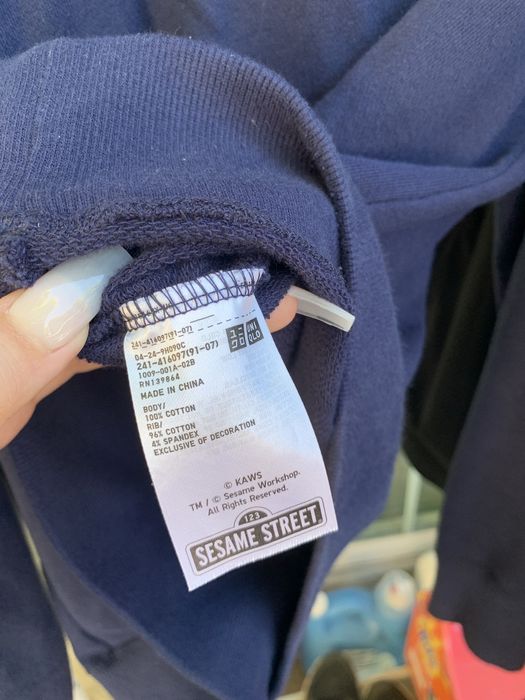 241-416097(91-07)
04-24-9H090C
241-416097(91-07)
1009-001A-02B
RN139864
MADE IN CHINA
UNI
QLO
BODY/
100% COTTON
RIB/
96% COTTON
4% SPANDEX
EXCLUSIVE OF DECORATION
© KAWS
TM / © Sesame Workshop.
All Rights Reserved.
123
SESAME STREET